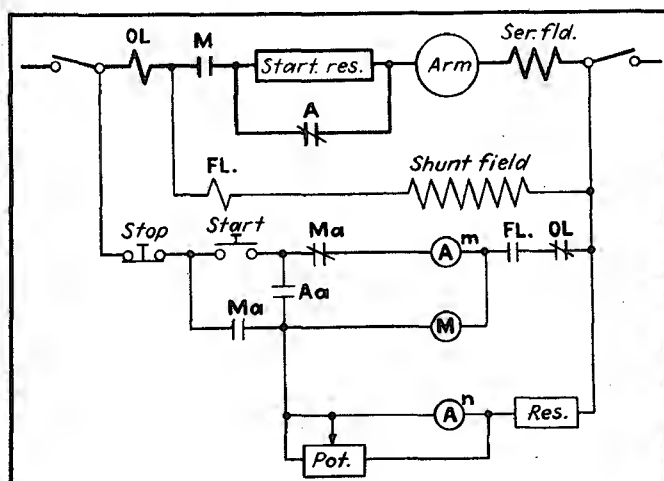 OL
M
Start. res.
Arm
Ser. fld.
A
FL.
Shunt field
Stop
Start
Ma
A m
FL.
OL
Aa
Ma
M
A n
Res.
Pot.